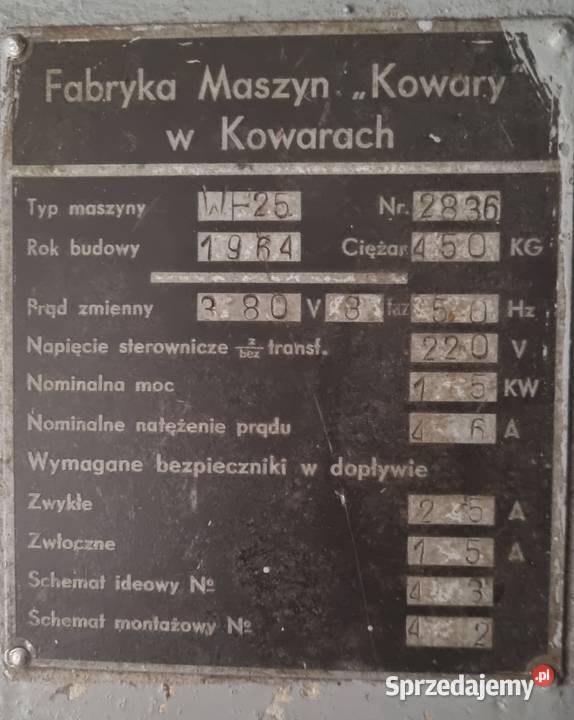 Fabryka Maszyn „Kowary”
w Kowarach
Typ maszyny WF25 Nr. 2836
Rok budowy 1964 Ciężar 450 KG
Prąd zmienny 380 V 3 faz 50 Hz
Napięcie sterownicze z/bez transf. 220 V
Nominalna moc 1 5 KW
Nominalne natężenie prądu 4 6 A
Wymagane bezpieczniki w dopływie
Zwykłe 25 A
Zwłoczne 15 A
Schemat ideowy Nº 43
Schemat montażowy Nº 42
Sprzedajemy.pl